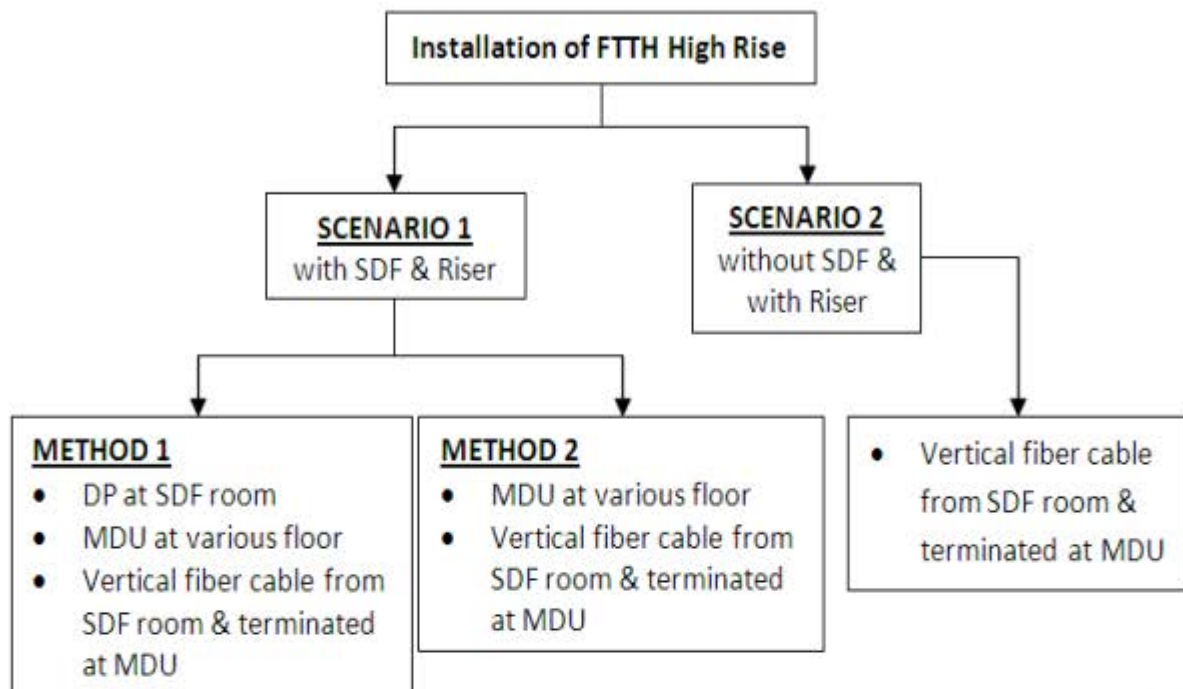 Installation of FTTH High Rise
SCENARIO 1
with SDF & Riser
SCENARIO 2
without SDF &
with Riser
METHOD 1
• DP at SDF room
• MDU at various floor
• Vertical fiber cable from
SDF room & terminated
at MDU
METHOD 2
• MDU at various floor
• Vertical fiber cable from
SDF room & terminated
at MDU
• Vertical fiber cable
from SDF room &
terminated at MDU